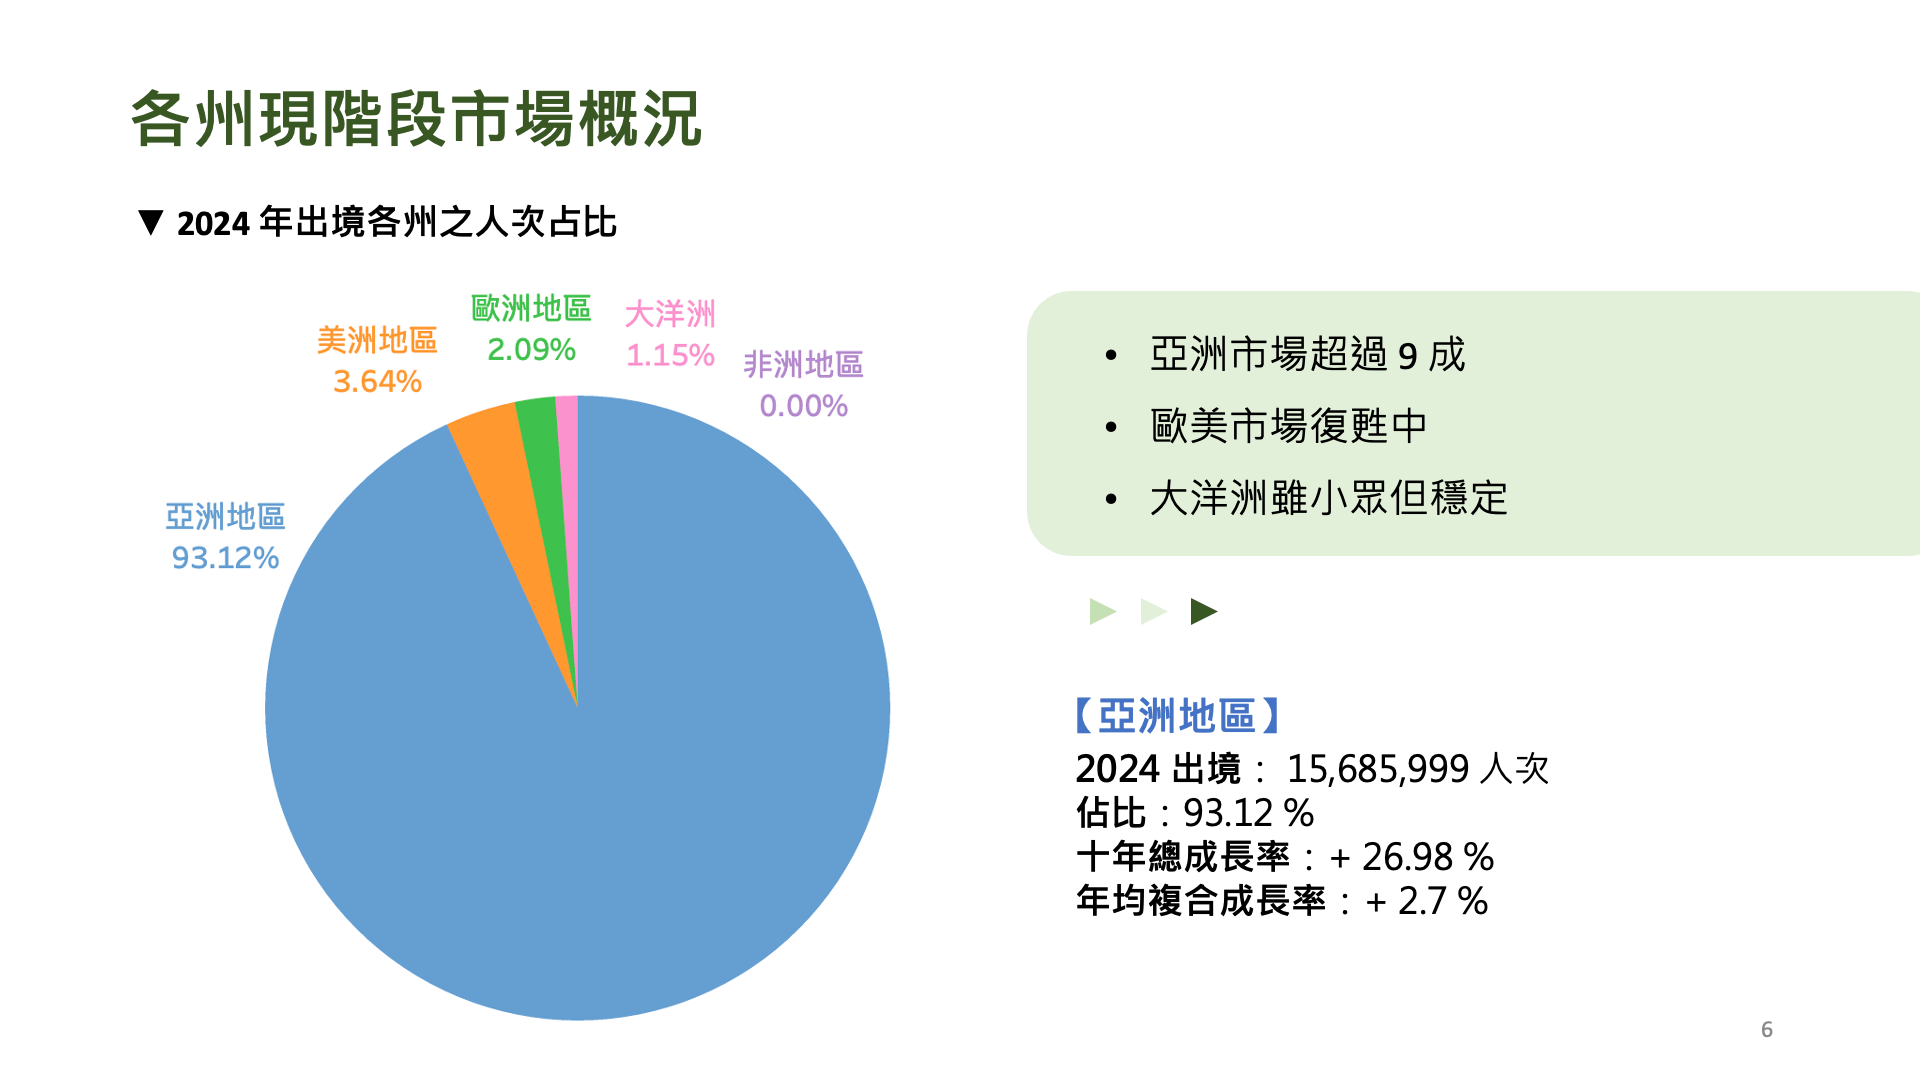 各州現階段市場概況
▼ 2024 年出境各州之人次占比
歐洲地區
2.09%
大洋洲
1.15%
美洲地區
3.64%
非洲地區
0.00%
亞洲地區
93.12%
• 亞洲市場超過 9 成
• 歐美市場復甦中
• 大洋洲雖小眾但穩定
【亞洲地區】
2024 出境： 15,685,999 人次
佔比：93.12 %
十年總成長率：+ 26.98 %
年均複合成長率：+ 2.7 %
6